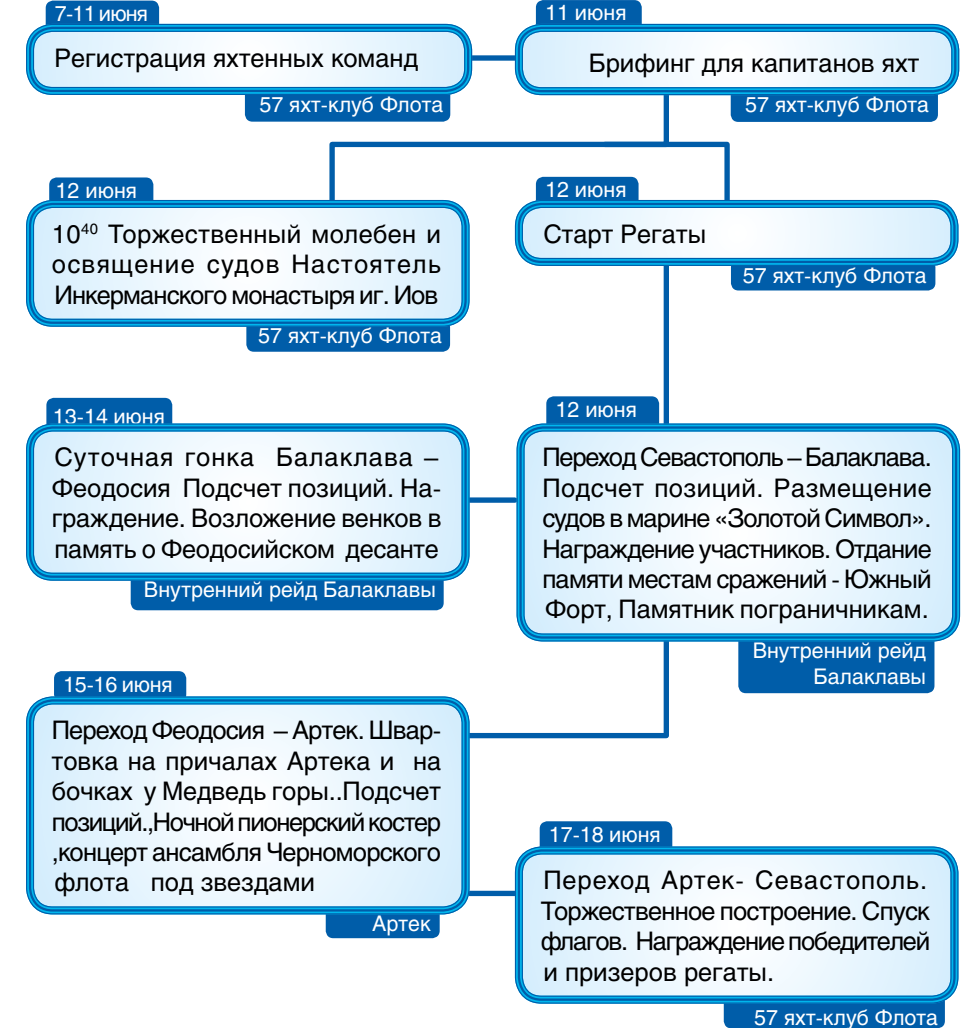 7-11 июня
Регистрация яхтенных команд
57 яхт-клуб Флота
11 июня
Брифинг для капитанов яхт
57 яхт-клуб Флота
12 июня
10⁴⁰ Торжественный молебен и
освящение судов Настоятель
Инкерманского монастыря иг. Иов
57 яхт-клуб Флота
12 июня
Старт Регаты
57 яхт-клуб Флота
12 июня
Переход Севастополь – Балаклава.
Подсчет позиций. Размещение
судов в марине «Золотой Символ».
Награждение участников. Отдание
памяти местам сражений - Южный
Форт, Памятник пограничникам.
Внутренний рейд
Балаклавы
13-14 июня
Суточная гонка Балаклава –
Феодосия Подсчет позиций. На-
граждение. Возложение венков в
память о Феодосийском десанте
Внутренний рейд Балаклавы
15-16 июня
Переход Феодосия – Артек. Швар-
товка на причалах Артека и на
бочках у Медведь горы..Подсчет
позиций.,Ночной пионерский костер
,концерт ансамбля Черноморского
флота под звездами
Артек
17-18 июня
Переход Артек- Севастополь.
Торжественное построение. Спуск
флагов. Награждение победителей
и призеров регаты.
57 яхт-клуб Флота